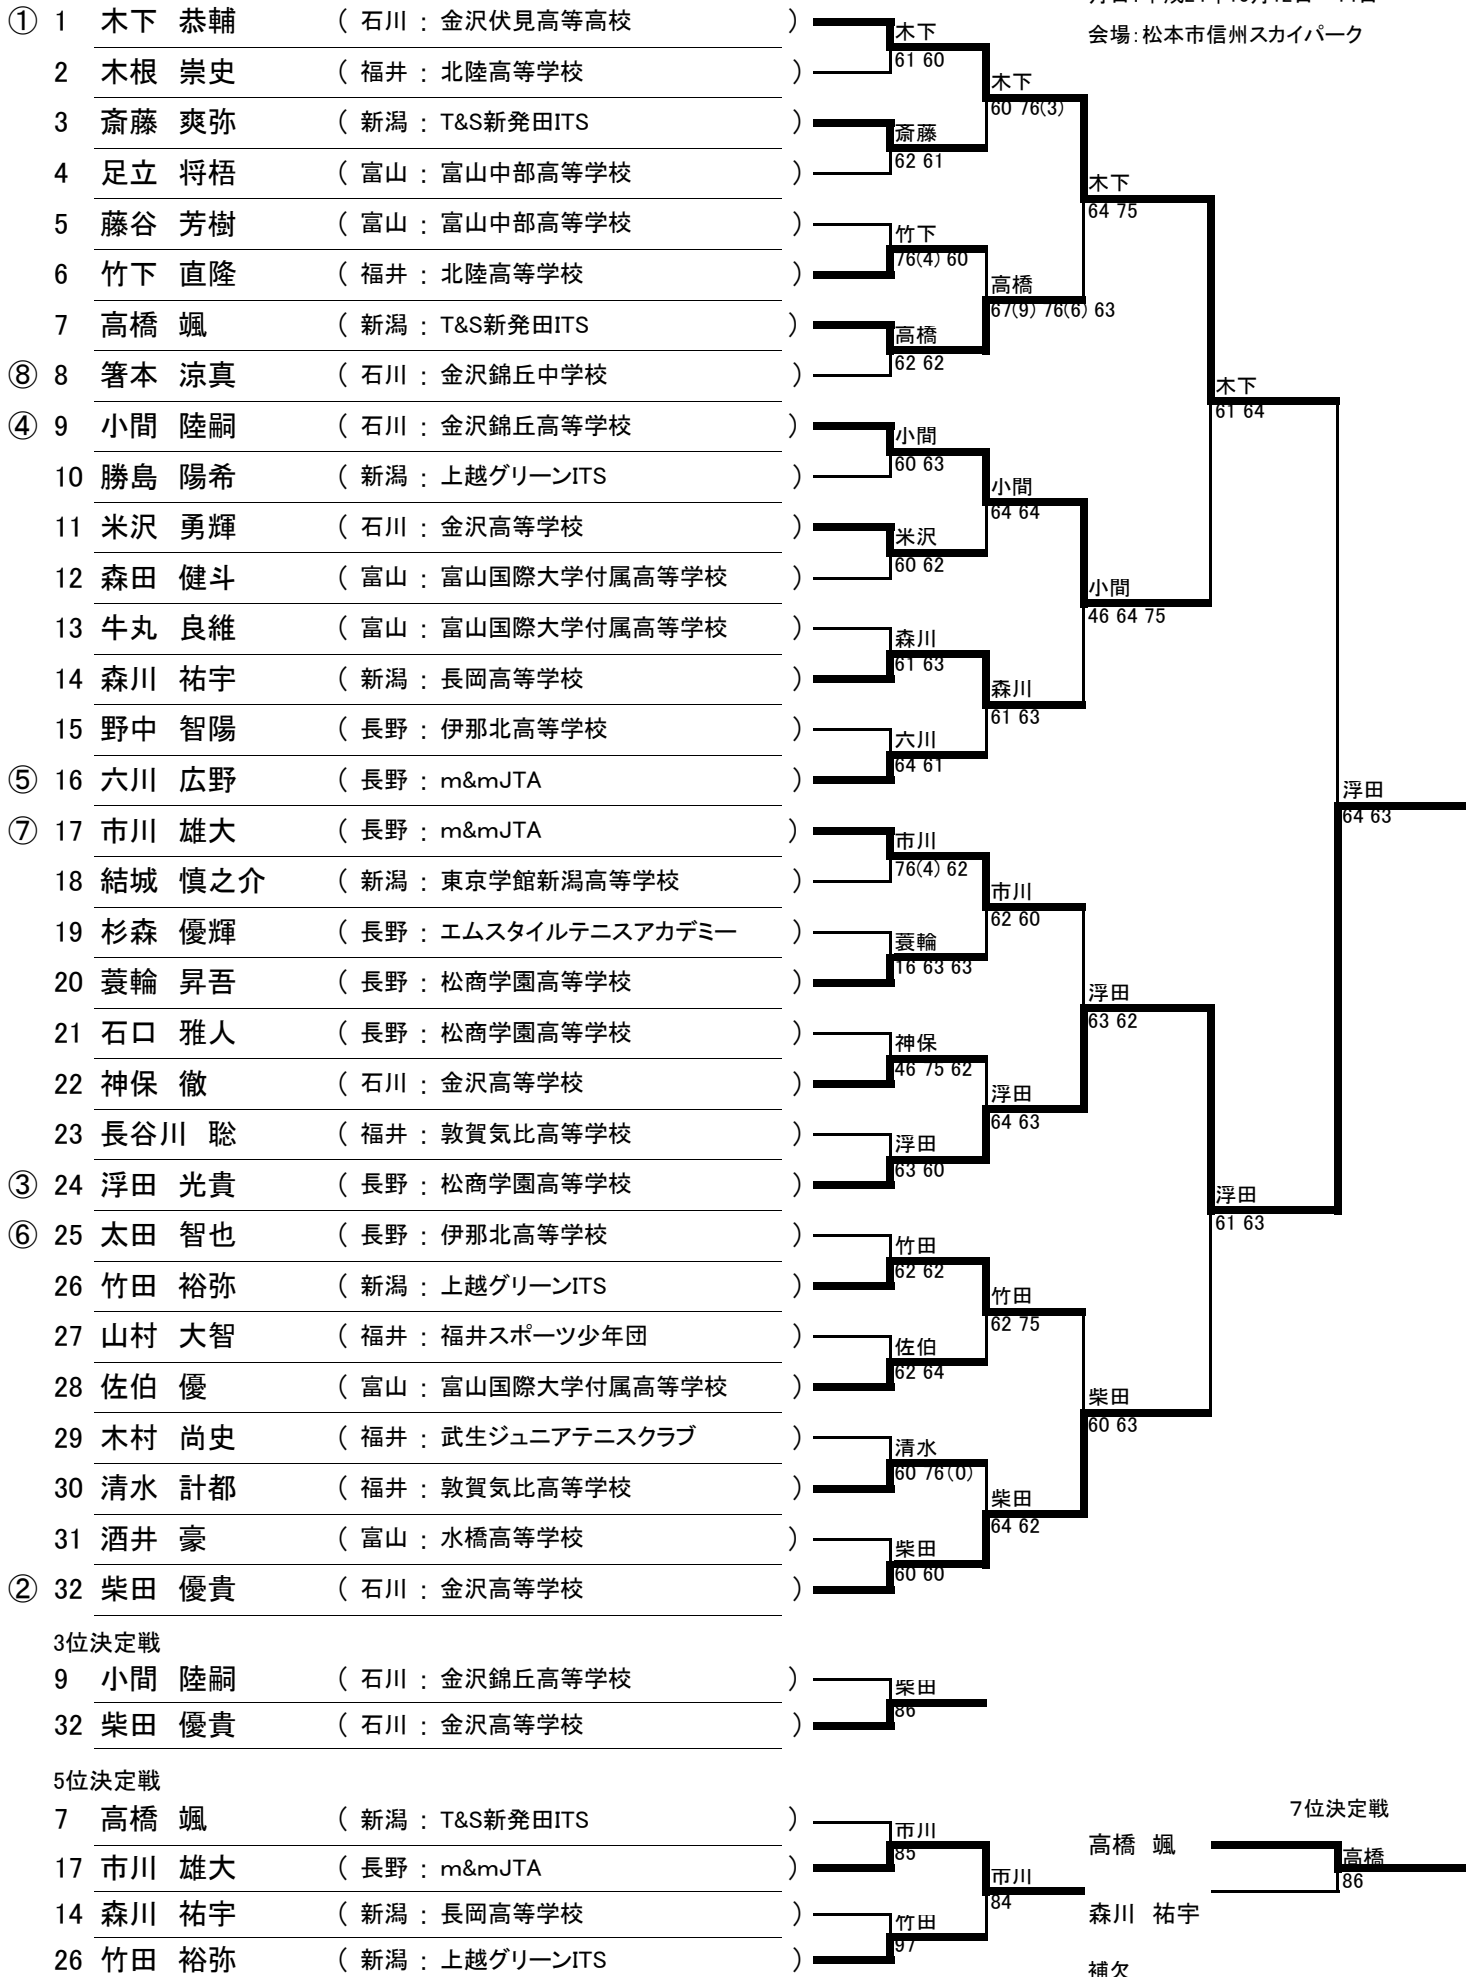 会場：松本市信州スカイパーク
① 1 木下 恭輔 （ 石川 ： 金沢伏見高等高校 ）
木下
61 60
2 木根 崇史 （ 福井 ： 北陸高等学校 ）
木下
60 76(3)
3 斎藤 爽弥 （ 新潟 ： T&S新発田ITS ）
斎藤
62 61
4 足立 将梧 （ 富山 ： 富山中部高等学校 ）
木下
64 75
5 藤谷 芳樹 （ 富山 ： 富山中部高等学校 ）
竹下
76(4) 60
6 竹下 直隆 （ 福井 ： 北陸高等学校 ）
高橋
67(9) 76(6) 63
7 高橋 颯 （ 新潟 ： T&S新発田ITS ）
高橋
62 62
⑧ 8 箸本 涼真 （ 石川 ： 金沢錦丘中学校 ）
木下
61 64
④ 9 小間 陸嗣 （ 石川 ： 金沢錦丘高等学校 ）
小間
60 63
10 勝島 陽希 （ 新潟 ： 上越グリーンITS ）
小間
64 64
11 米沢 勇輝 （ 石川 ： 金沢高等学校 ）
米沢
60 62
12 森田 健斗 （ 富山 ： 富山国際大学付属高等学校 ）
小間
46 64 75
13 牛丸 良維 （ 富山 ： 富山国際大学付属高等学校 ）
森川
61 63
14 森川 祐宇 （ 新潟 ： 長岡高等学校 ）
森川
61 63
15 野中 智陽 （ 長野 ： 伊那北高等学校 ）
六川
64 61
⑤ 16 六川 広野 （ 長野 ： m&mJTA ）
浮田
64 63
⑦ 17 市川 雄大 （ 長野 ： m&mJTA ）
市川
76(4) 62
18 結城 慎之介 （ 新潟 ： 東京学館新潟高等学校 ）
市川
62 60
19 杉森 優輝 （ 長野 ： エムスタイルテニスアカデミー ）
蓑輪
16 63 63
20 蓑輪 昇吾 （ 長野 ： 松商学園高等学校 ）
浮田
63 62
21 石口 雅人 （ 長野 ： 松商学園高等学校 ）
神保
46 75 62
22 神保 徹 （ 石川 ： 金沢高等学校 ）
浮田
64 63
23 長谷川 聡 （ 福井 ： 敦賀気比高等学校 ）
浮田
63 60
③ 24 浮田 光貴 （ 長野 ： 松商学園高等学校 ）
浮田
61 63
⑥ 25 太田 智也 （ 長野 ： 伊那北高等学校 ）
竹田
62 62
26 竹田 裕弥 （ 新潟 ： 上越グリーンITS ）
竹田
62 75
27 山村 大智 （ 福井 ： 福井スポーツ少年団 ）
佐伯
62 64
28 佐伯 優 （ 富山 ： 富山国際大学付属高等学校 ）
柴田
60 63
29 木村 尚史 （ 福井 ： 武生ジュニアテニスクラブ ）
清水
60 76(0)
30 清水 計都 （ 福井 ： 敦賀気比高等学校 ）
柴田
64 62
31 酒井 豪 （ 富山 ： 水橋高等学校 ）
柴田
60 60
② 32 柴田 優貴 （ 石川 ： 金沢高等学校 ）
3位決定戦
9 小間 陸嗣 （ 石川 ： 金沢錦丘高等学校 ）
柴田
86
32 柴田 優貴 （ 石川 ： 金沢高等学校 ）
5位決定戦
7 高橋 颯 （ 新潟 ： T&S新発田ITS ）
市川
85
17 市川 雄大 （ 長野 ： m&mJTA ）
市川
84
14 森川 祐宇 （ 新潟 ： 長岡高等学校 ）
竹田
97
26 竹田 裕弥 （ 新潟 ： 上越グリーンITS ）
7位決定戦
高橋 颯
高橋
86
森川 祐宇
補欠